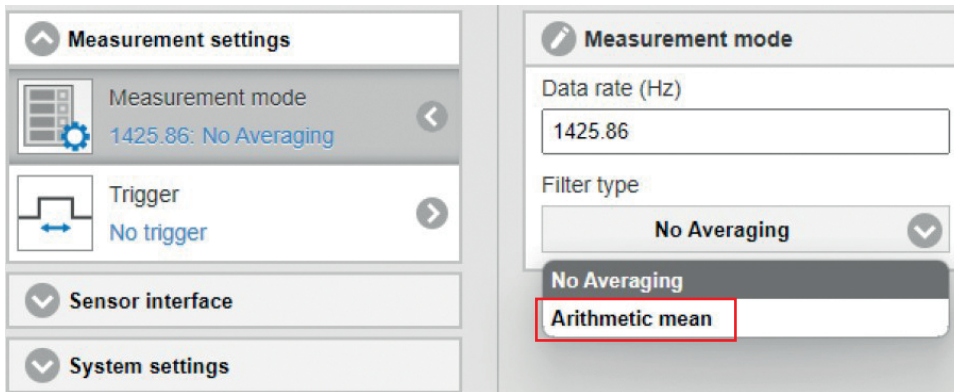 Measurement settings
Measurement mode
1425.86: No Averaging
Trigger
No trigger
Sensor interface
System settings
Measurement mode
Data rate (Hz)
1425.86
Filter type
No Averaging
No Averaging
Arithmetic mean